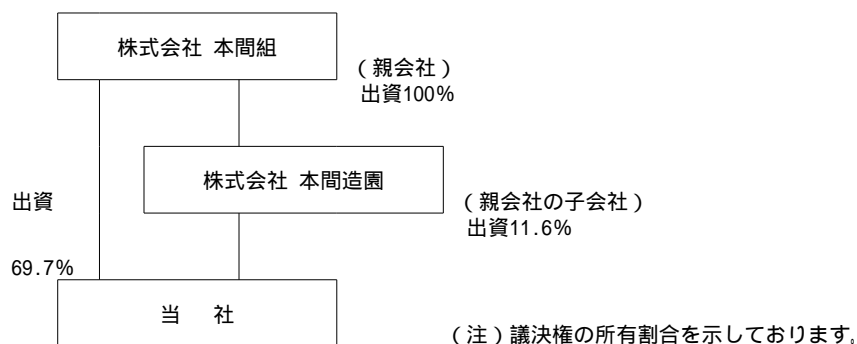 株式会社 本間組
（親会社）
出資100%
株式会社 本間造園
（親会社の子会社）
出資11.6%
出資
69.7%
当　社
（注）議決権の所有割合を示しております。